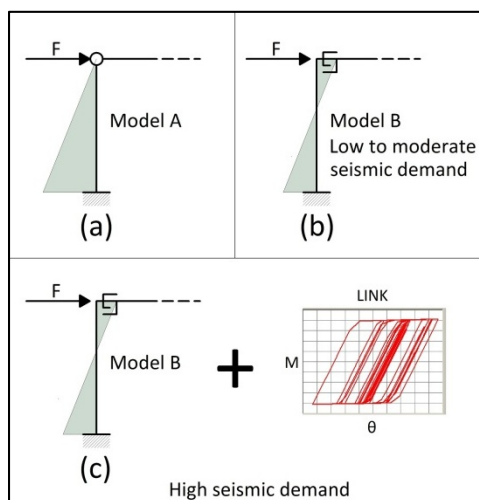 F
Model A
(a)
F
Model B
Low to moderate
seismic demand
(b)
F
Model B
(c)
LINK
M
θ
High seismic demand